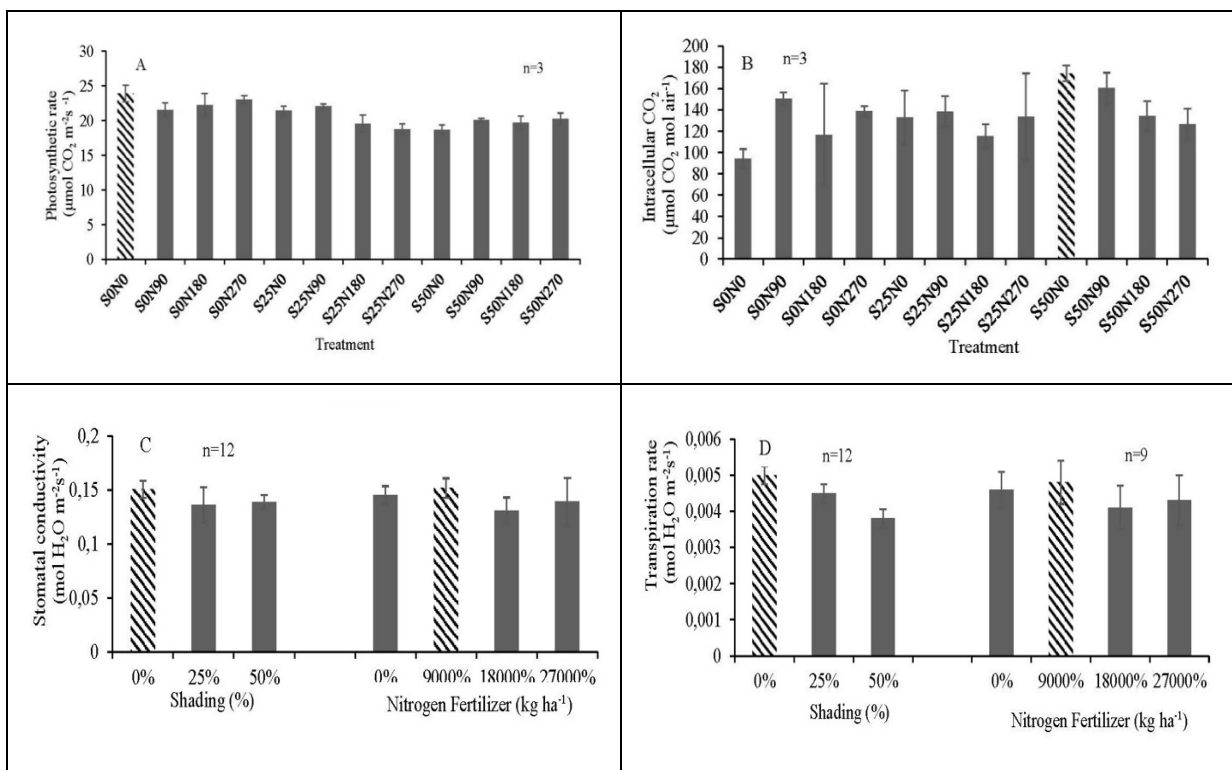 A
n=3
Photosynthetic rate
(µmol CO₂ m⁻²s ⁻¹)
30
25
20
15
10
5
0
S0N0
S0N90
S0N180
S0N270
S25N0
S25N90
S25N180
S25N270
S50N0
S50N90
S50N180
S50N270
Treatment
B
n=3
Intracellular CO₂
(µmol CO₂ mol air⁻¹)
200
180
160
140
120
100
80
60
40
20
0
S0N0
S0N90
S0N180
S0N270
S25N0
S25N90
S25N180
S25N270
S50N0
S50N90
S50N180
S50N270
Treatment
C
n=12
Stomatal conductivity
(mol H₂O m⁻²s⁻¹)
0,2
0,15
0,1
0,05
0
0% 25% 50% 0% 9000% 18000% 27000%
Shading (%) Nitrogen Fertilizer (kg ha⁻¹)
D
n=12
n=9
Transpiration rate
(mol H₂O m⁻²s⁻¹)
0,006
0,005
0,004
0,003
0,002
0,001
0
0% 25% 50% 0% 9000% 18000% 27000%
Shading (%) Nitrogen Fertilizer (kg ha⁻¹)